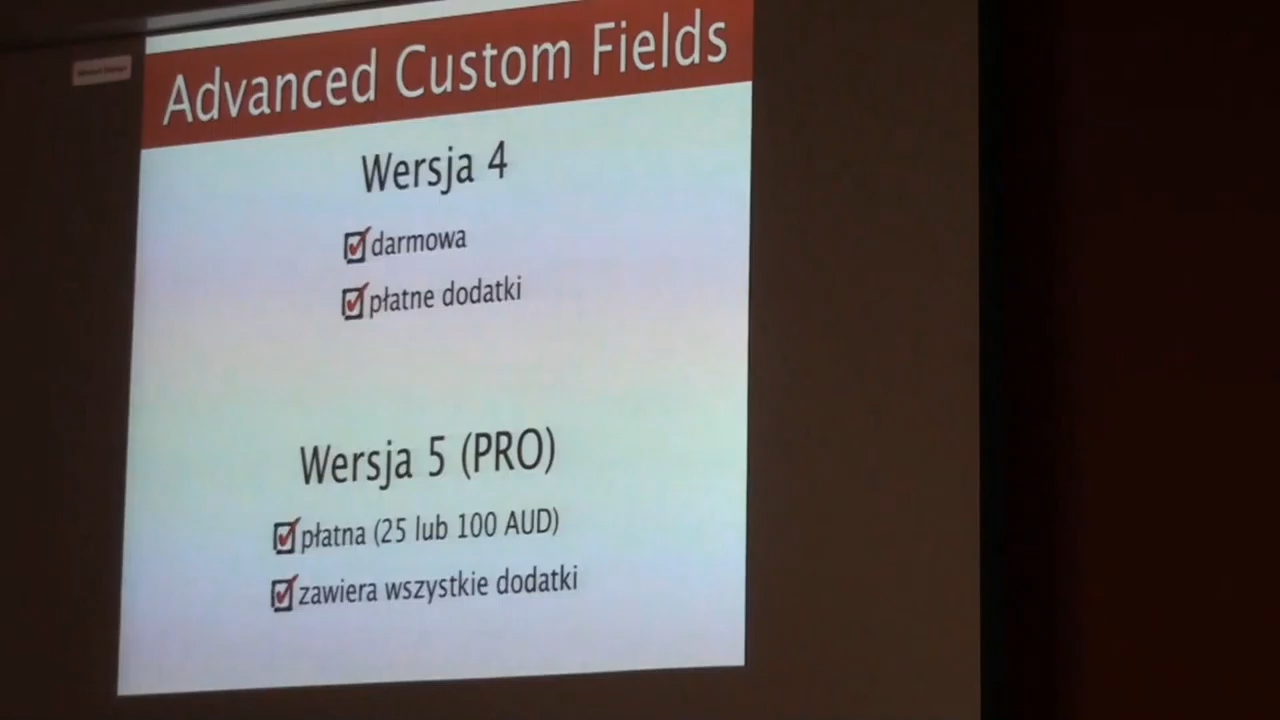 Advanced Custom Fields
Wersja 4
darmowa
płatne dodatki
Wersja 5 (PRO)
płatna (25 lub 100 AUD)
zawiera wszystkie dodatki